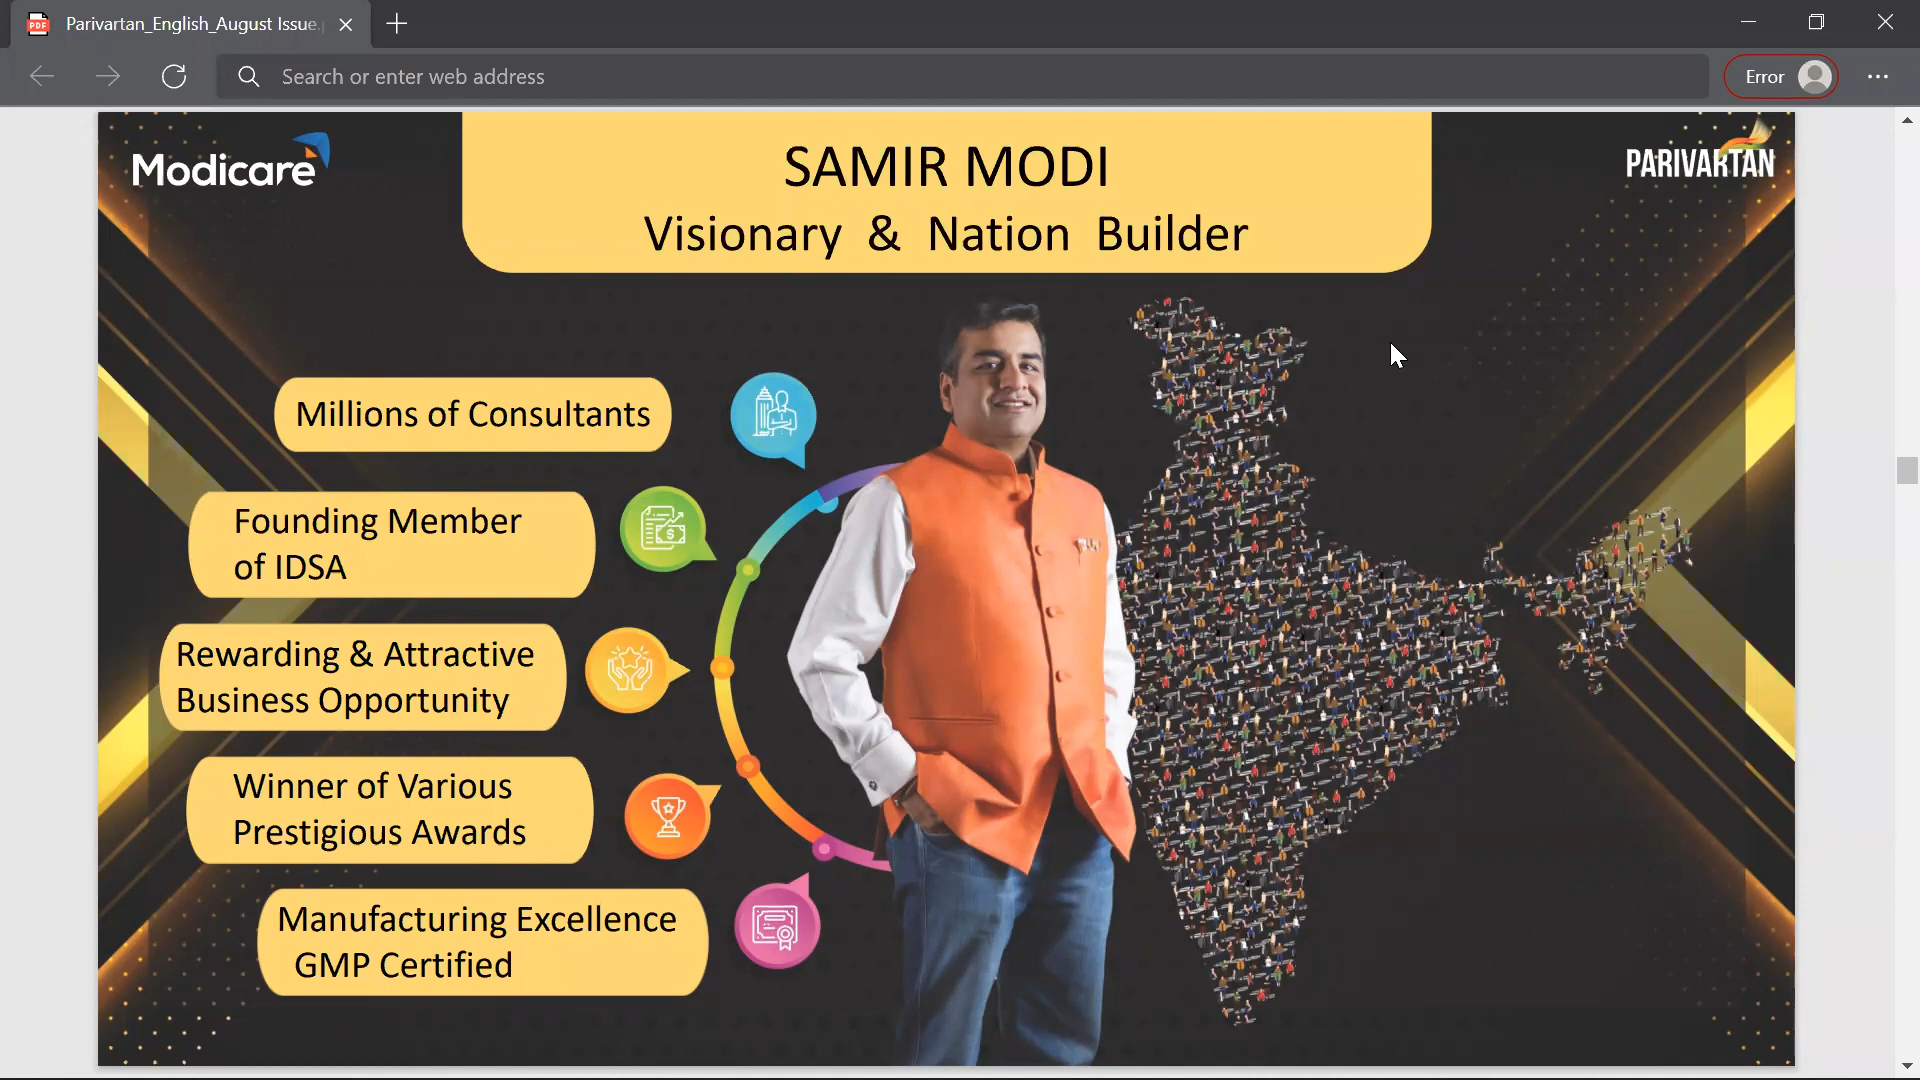 Parivartan_English_August Issue.
Search or enter web address
Error
Modicare
SAMIR MODI
Visionary & Nation Builder
PARIVARTAN
Millions of Consultants
Founding Member
of IDSA
Rewarding & Attractive
Business Opportunity
Winner of Various
Prestigious Awards
Manufacturing Excellence
GMP Certified